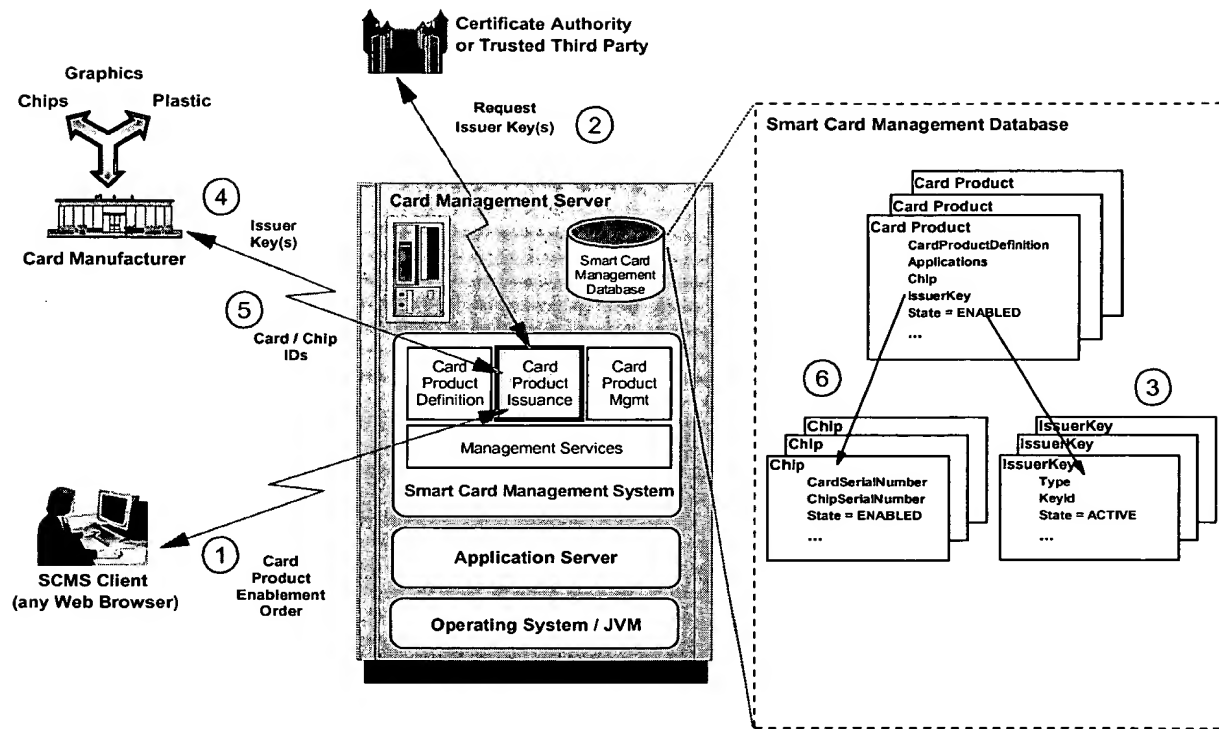 Certificate Authority
or Trusted Third Party
Graphics
Chips
Plastic
Request
Issuer Key(s)
2
Smart Card Management Database
4
Card Manufacturer
Issuer
Key(s)
5
Card / Chip
IDs
Card Management Server
Smart Card
Management
Database
Card Product
Card Product
Card Product
CardProductDefinition
Applications
Chip
IssuerKey
State = ENABLED
...
Card
Product
Definition
Card
Product
Issuance
Card
Product
Mgmt
Management Services
Smart Card Management System
6
3
Chip
Chip
Chip
CardSerialNumber
ChipSerialNumber
State = ENABLED
...
IssuerKey
IssuerKey
IssuerKey
Type
KeyId
State = ACTIVE
...
SCMS Client
(any Web Browser)
1
Card
Product
Enablement
Order
Application Server
Operating System / JVM